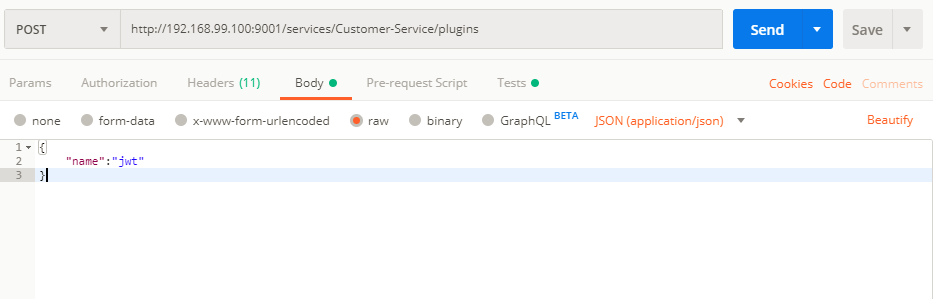 POST http://192.168.99.100:9001/services/Customer-Service/plugins Send Save
Params Authorization Headers (11) Body Pre-request Script Tests Cookies Code Comments
none form-data x-www-form-urlencoded raw binary GraphQL BETA JSON (application/json) Beautify
1 {
2 "name":"jwt"
3 }